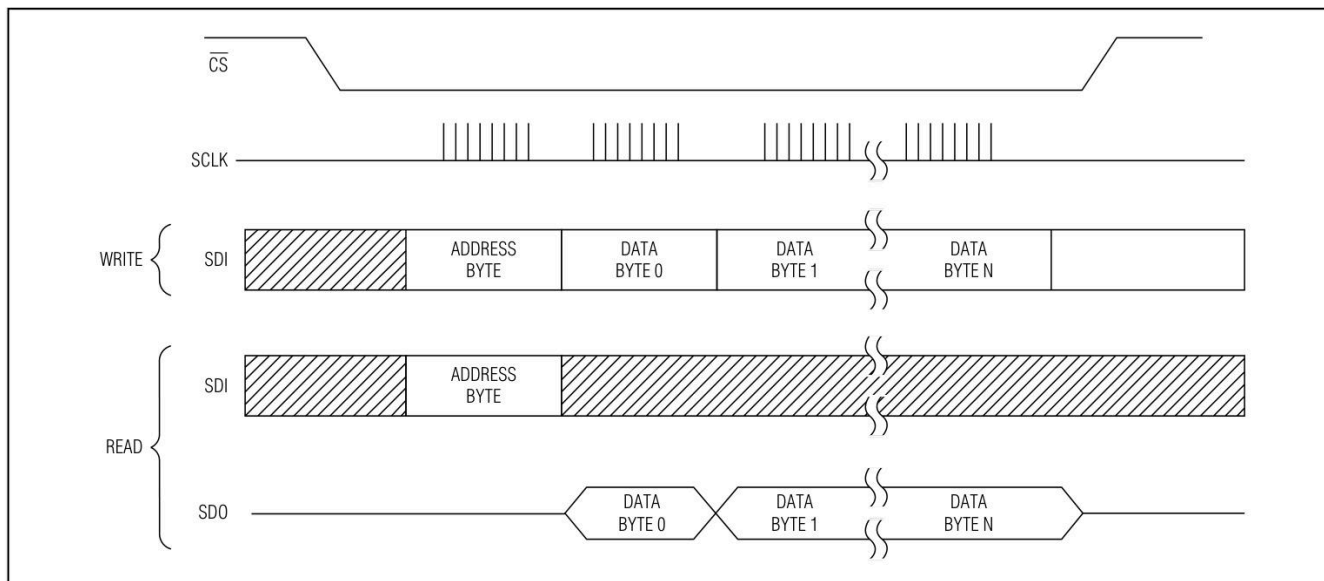 CS
SCLK
WRITE
SDI
ADDRESS
BYTE
DATA
BYTE 0
DATA
BYTE 1
DATA
BYTE N
READ
SDI
ADDRESS
BYTE
SDO
DATA
BYTE 0
DATA
BYTE 1
DATA
BYTE N